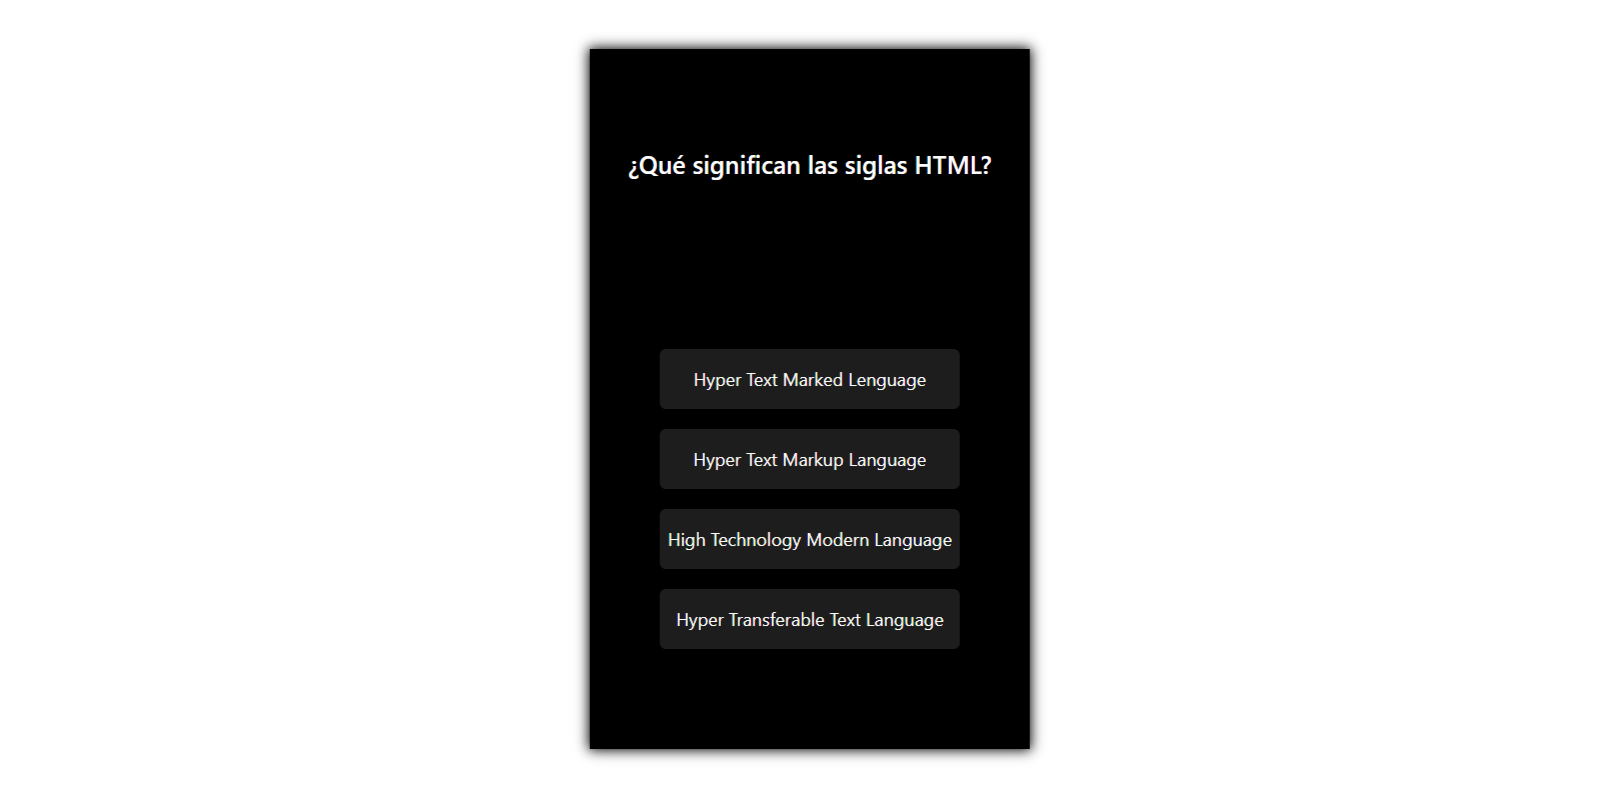 ¿Qué significan las siglas HTML?
Hyper Text Marked Lenguage
Hyper Text Markup Language
High Technology Modern Language
Hyper Transferable Text Language